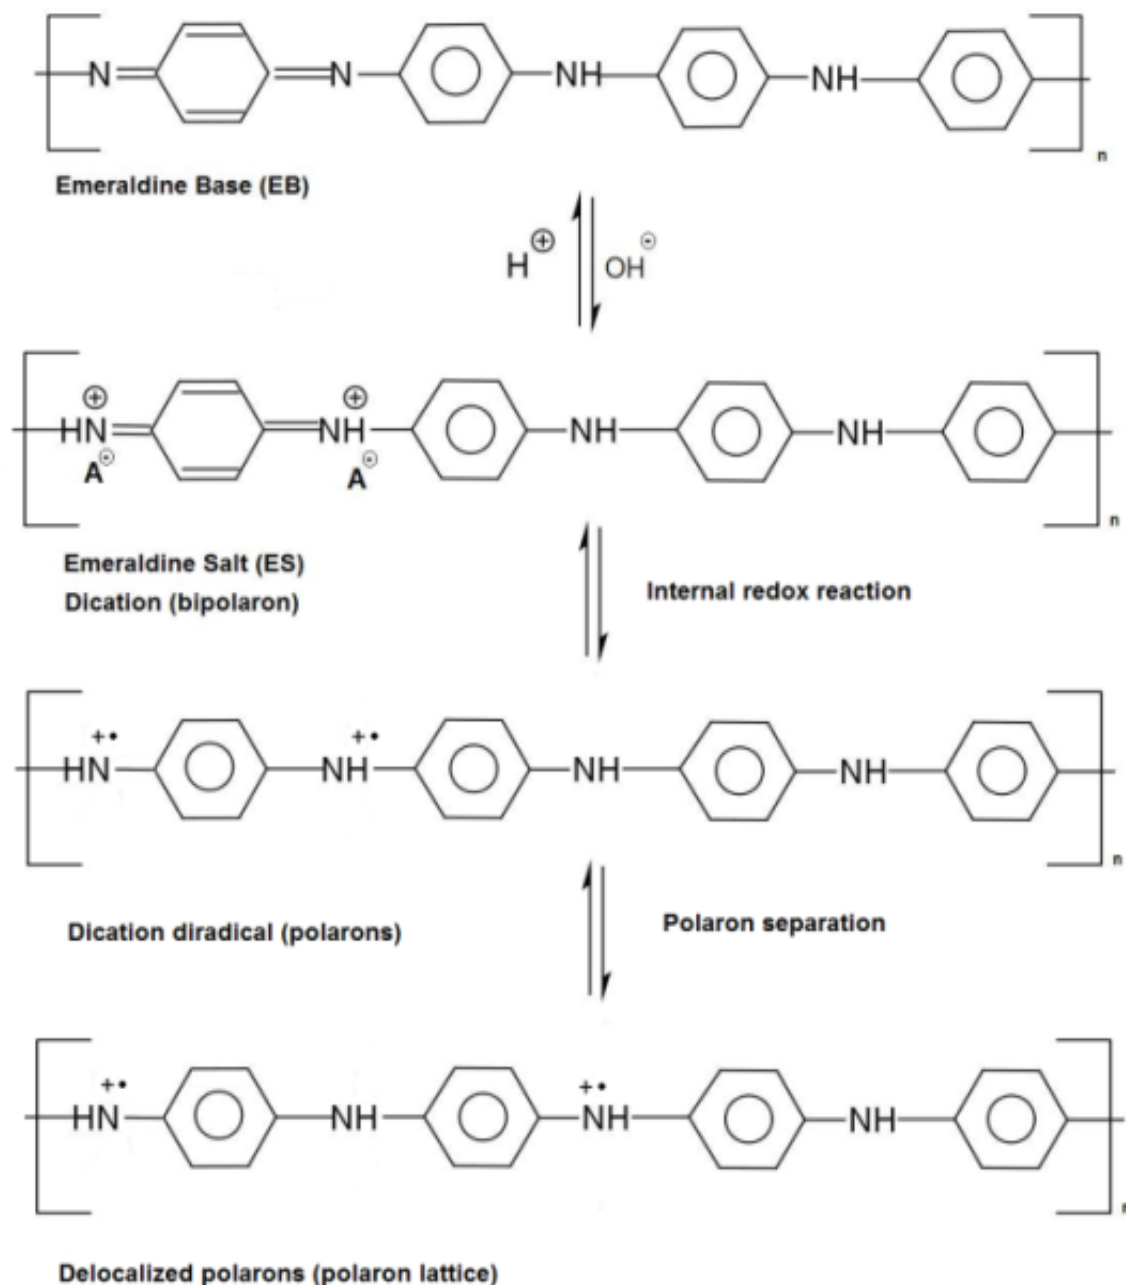 N N NH NH
n
Emeraldine Base (EB)
H⊕ OH⊖
⊕ ⊕
HN NH NH NH
A⊖ A⊖
n
Emeraldine Salt (ES)
Dication (bipolaron)
Internal redox reaction
+• +•
HN NH NH NH
n
Dication diradical (polarons)
Polaron separation
+• +•
HN NH NH NH
n
Delocalized polarons (polaron lattice)